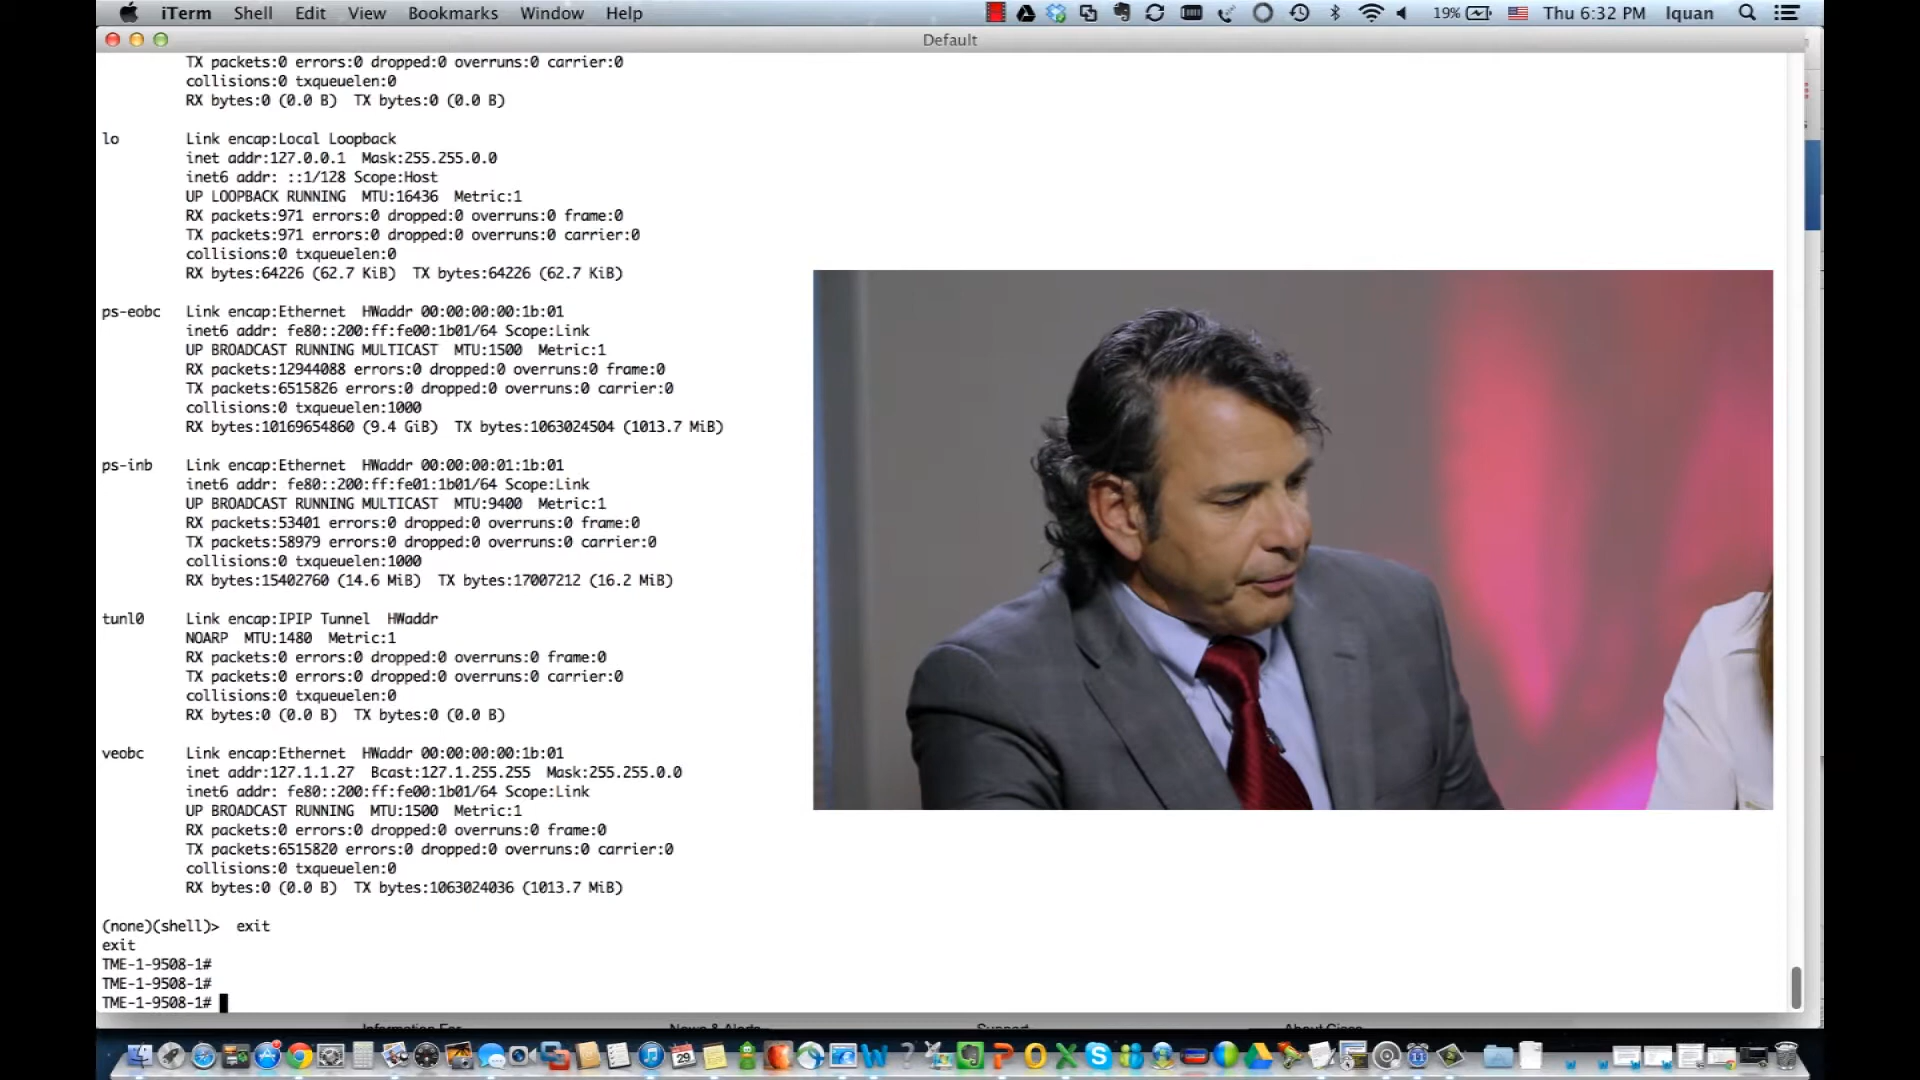 iTerm Shell Edit View Bookmarks Window Help 19% Thu 6:32 PM Iquan
Default
TX packets:0 errors:0 dropped:0 overruns:0 carrier:0
collisions:0 txqueuelen:0
RX bytes:0 (0.0 B)  TX bytes:0 (0.0 B)
lo Link encap:Local Loopback
inet addr:127.0.0.1  Mask:255.255.0.0
inet6 addr: ::1/128 Scope:Host
UP LOOPBACK RUNNING  MTU:16436  Metric:1
RX packets:971 errors:0 dropped:0 overruns:0 frame:0
TX packets:971 errors:0 dropped:0 overruns:0 carrier:0
collisions:0 txqueuelen:0
RX bytes:64226 (62.7 KiB)  TX bytes:64226 (62.7 KiB)
ps-eobc Link encap:Ethernet  HWaddr 00:00:00:00:1b:01
inet6 addr: fe80::200:ff:fe00:1b01/64 Scope:Link
UP BROADCAST RUNNING MULTICAST  MTU:1500  Metric:1
RX packets:12944088 errors:0 dropped:0 overruns:0 frame:0
TX packets:6515826 errors:0 dropped:0 overruns:0 carrier:0
collisions:0 txqueuelen:1000
RX bytes:10169654860 (9.4 GiB)  TX bytes:1063024504 (1013.7 MiB)
ps-inb Link encap:Ethernet  HWaddr 00:00:00:01:1b:01
inet6 addr: fe80::200:ff:fe01:1b01/64 Scope:Link
UP BROADCAST RUNNING MULTICAST  MTU:9400  Metric:1
RX packets:53401 errors:0 dropped:0 overruns:0 frame:0
TX packets:58979 errors:0 dropped:0 overruns:0 carrier:0
collisions:0 txqueuelen:1000
RX bytes:15402760 (14.6 MiB)  TX bytes:17007212 (16.2 MiB)
tunl0 Link encap:IPIP Tunnel  HWaddr
NOARP  MTU:1480  Metric:1
RX packets:0 errors:0 dropped:0 overruns:0 frame:0
TX packets:0 errors:0 dropped:0 overruns:0 carrier:0
collisions:0 txqueuelen:0
RX bytes:0 (0.0 B)  TX bytes:0 (0.0 B)
veobc Link encap:Ethernet  HWaddr 00:00:00:00:1b:01
inet addr:127.1.1.27  Bcast:127.1.255.255  Mask:255.255.0.0
inet6 addr: fe80::200:ff:fe00:1b01/64 Scope:Link
UP BROADCAST RUNNING  MTU:1500  Metric:1
RX packets:0 errors:0 dropped:0 overruns:0 frame:0
TX packets:6515820 errors:0 dropped:0 overruns:0 carrier:0
collisions:0 txqueuelen:0
RX bytes:0 (0.0 B)  TX bytes:1063024036 (1013.7 MiB)
(none)(shell)>  exit
exit
TME-1-9508-1#
TME-1-9508-1#
TME-1-9508-1#
Information For News & Alerts Support About Cisco